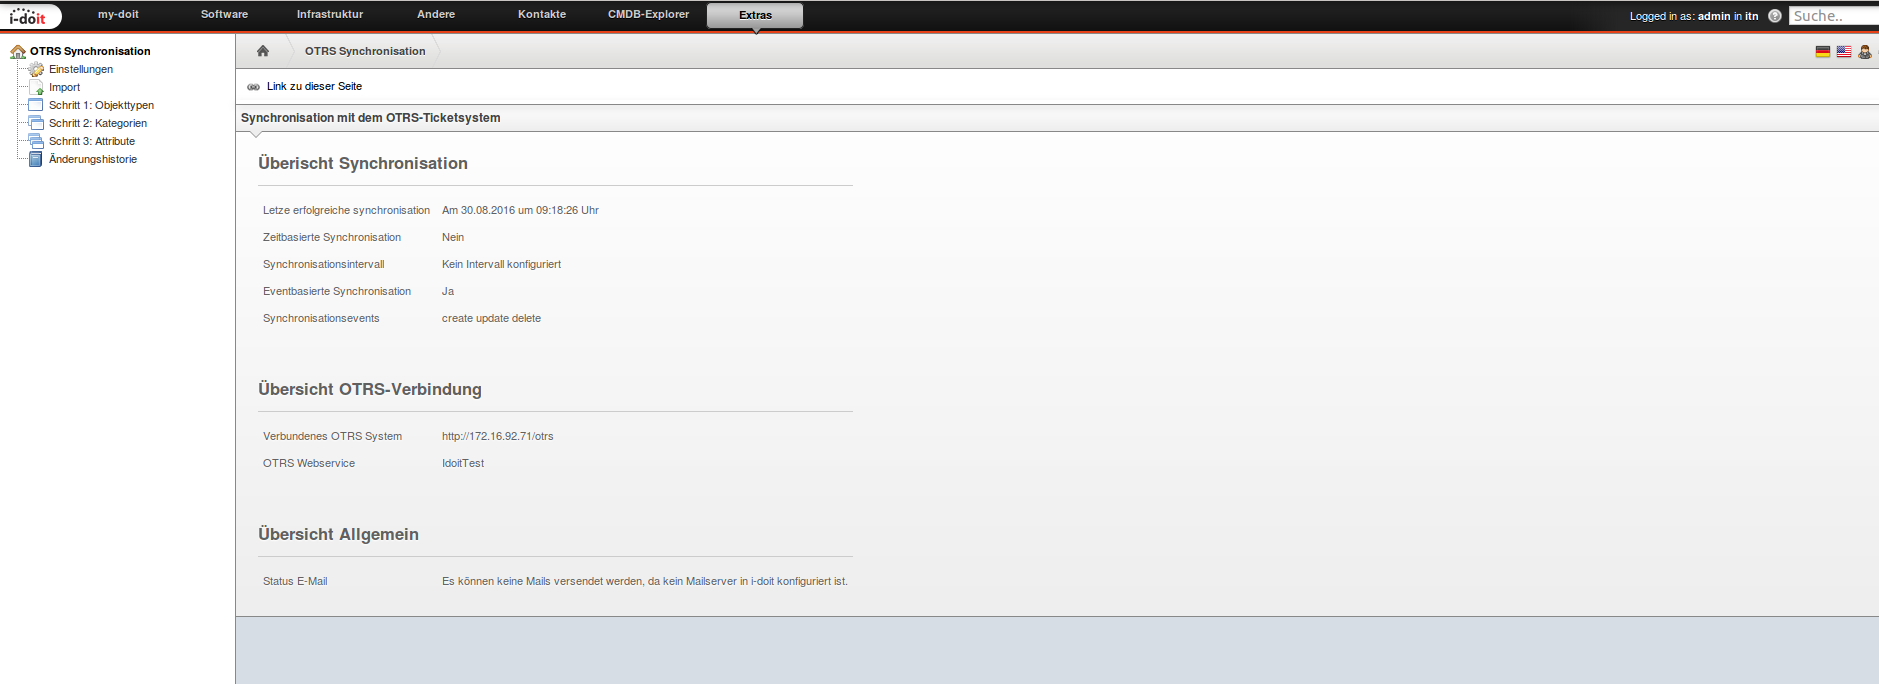 i-doit my-doit Software Infrastruktur Andere Kontakte CMDB-Explorer Extras Logged in as: admin in itn ? Suche..
OTRS Synchronisation
Einstellungen
Import
Schritt 1: Objekttypen
Schritt 2: Kategorien
Schritt 3: Attribute
Änderungshistorie
OTRS Synchronisation
Link zu dieser Seite
Synchronisation mit dem OTRS-Ticketsystem
Überischt Synchronisation
Letze erfolgreiche synchronisation Am 30.08.2016 um 09:18:26 Uhr
Zeitbasierte Synchronisation Nein
Synchronisationsintervall Kein Intervall konfiguriert
Eventbasierte Synchronisation Ja
Synchronisationsevents create update delete
Übersicht OTRS-Verbindung
Verbundenes OTRS System http://172.16.92.71/otrs
OTRS Webservice IdoitTest
Übersicht Allgemein
Status E-Mail Es können keine Mails versendet werden, da kein Mailserver in i-doit konfiguriert ist.